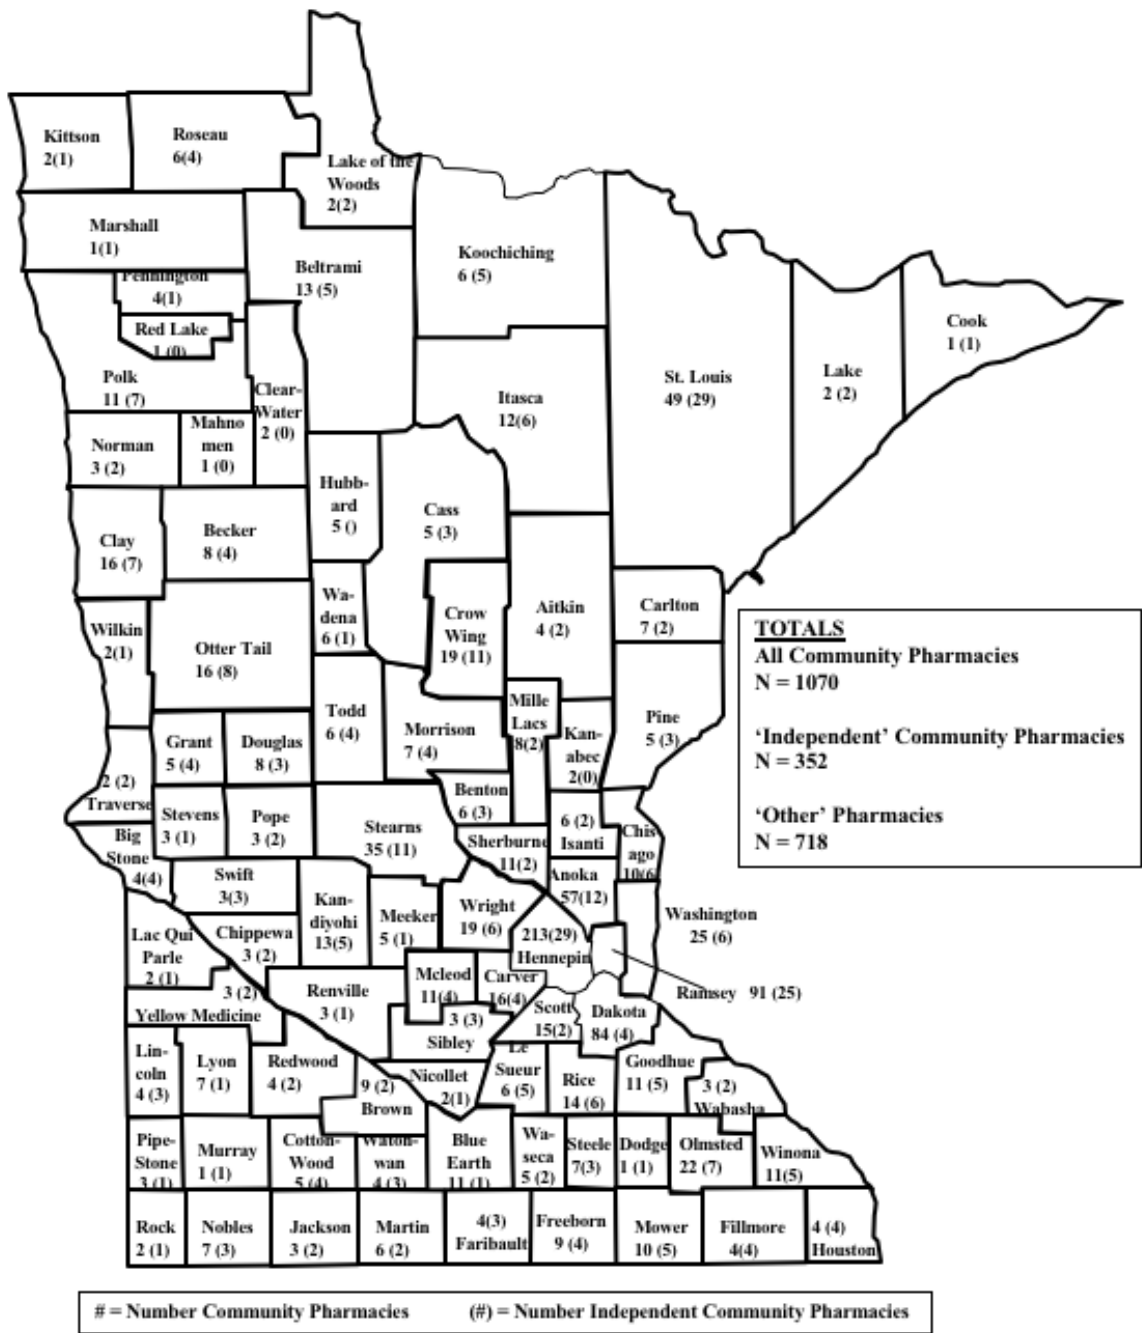 Kittson
2(1)
Roseau
6(4)
Lake of the
Woods
2(2)
Marshall
1(1)
Koochiching
6 (5)
Beltrami
13 (5)
Pennington
4(1)
Red Lake
1 (0)
Cook
1 (1)
Polk
11 (7)
Clear-
Water
2 (0)
Itasca
12(6)
St. Louis
49 (29)
Lake
2 (2)
Norman
3 (2)
Mahno
men
1 (0)
Hubb-
ard
5 ()
Cass
5 (3)
Clay
16 (7)
Becker
8 (4)
Wilkin
2(1)
Otter Tail
16 (8)
Wa-
dena
6 (1)
Crow
Wing
19 (11)
Aitkin
4 (2)
Carlton
7 (2)
TOTALS
All Community Pharmacies
N = 1070
‘Independent’ Community Pharmacies
N = 352
‘Other’ Pharmacies
N = 718
Grant
5 (4)
Douglas
8 (3)
Todd
6 (4)
Morrison
7 (4)
Mille
Lacs
8(2)
Kan-
abec
2(0)
Pine
5 (3)
2 (2)
Traverse
Stevens
3 (1)
Pope
3 (2)
Stearns
35 (11)
Benton
6 (3)
Sherburne
11(2)
6 (2)
Isanti
Chis
ago
10(6
Big
Stone
4(4)
Swift
3(3)
Kan-
diyohi
13(5)
Meeker
5 (1)
Wright
19 (6)
Anoka
57(12)
Washington
25 (6)
Lac Qui
Parle
2 (1)
Chippewa
3 (2)
213(29)
Hennepin
Ramsey 91 (25)
3 (2)
Yellow Medicine
Renville
3 (1)
Mcleod
11(4)
Carver
16(4)
Scott
15(2)
Dakota
84 (4)
3 (3)
Sibley
Lin-
coln
4 (3)
Lyon
7 (1)
Redwood
4 (2)
9 (2)
Brown
Nicollet
2(1)
Le
Sueur
6 (5)
Rice
14 (6)
Goodhue
11 (5)
3 (2)
Wabasha
Pipe-
Stone
3 (1)
Murray
1 (1)
Cotton-
Wood
5 (4)
Waton-
wan
4 (3)
Blue
Earth
11 (1)
Wa-
seca
5 (2)
Steele
7(3)
Dodge
1 (1)
Olmsted
22 (7)
Winona
11(5)
Rock
2 (1)
Nobles
7 (3)
Jackson
3 (2)
Martin
6 (2)
4(3)
Faribault
Freeborn
9 (4)
Mower
10 (5)
Fillmore
4(4)
4 (4)
Houston
# = Number Community Pharmacies (#) = Number Independent Community Pharmacies